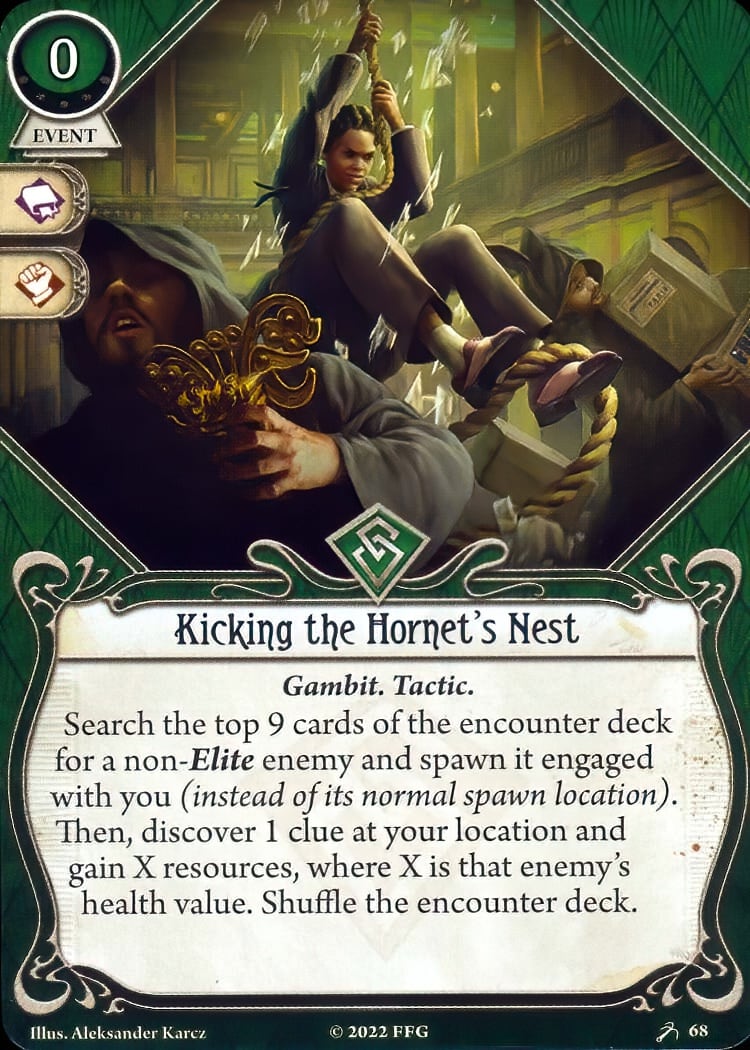 0
EVENT
Kicking the Hornet's Nest
Gambit. Tactic.
Search the top 9 cards of the encounter deck
for a non-Elite enemy and spawn it engaged
with you (instead of its normal spawn location).
Then, discover 1 clue at your location and
gain X resources, where X is that enemy's
health value. Shuffle the encounter deck.
Illus. Aleksander Karcz
© 2022 FFG
68